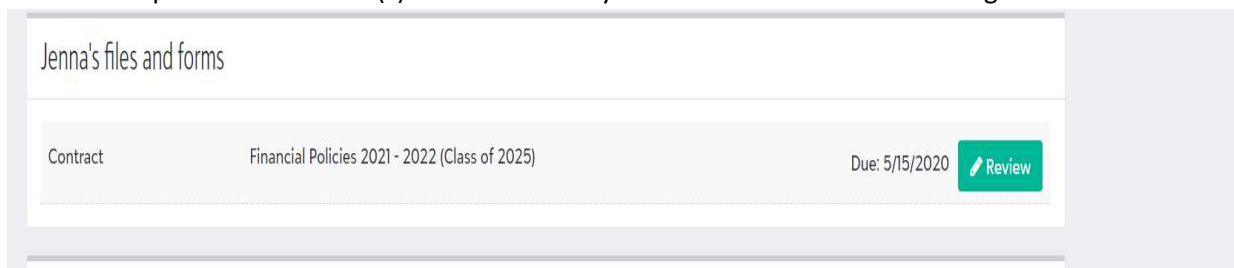 Jenna's files and forms
Contract Financial Policies 2021 - 2022 (Class of 2025) Due: 5/15/2020 Review